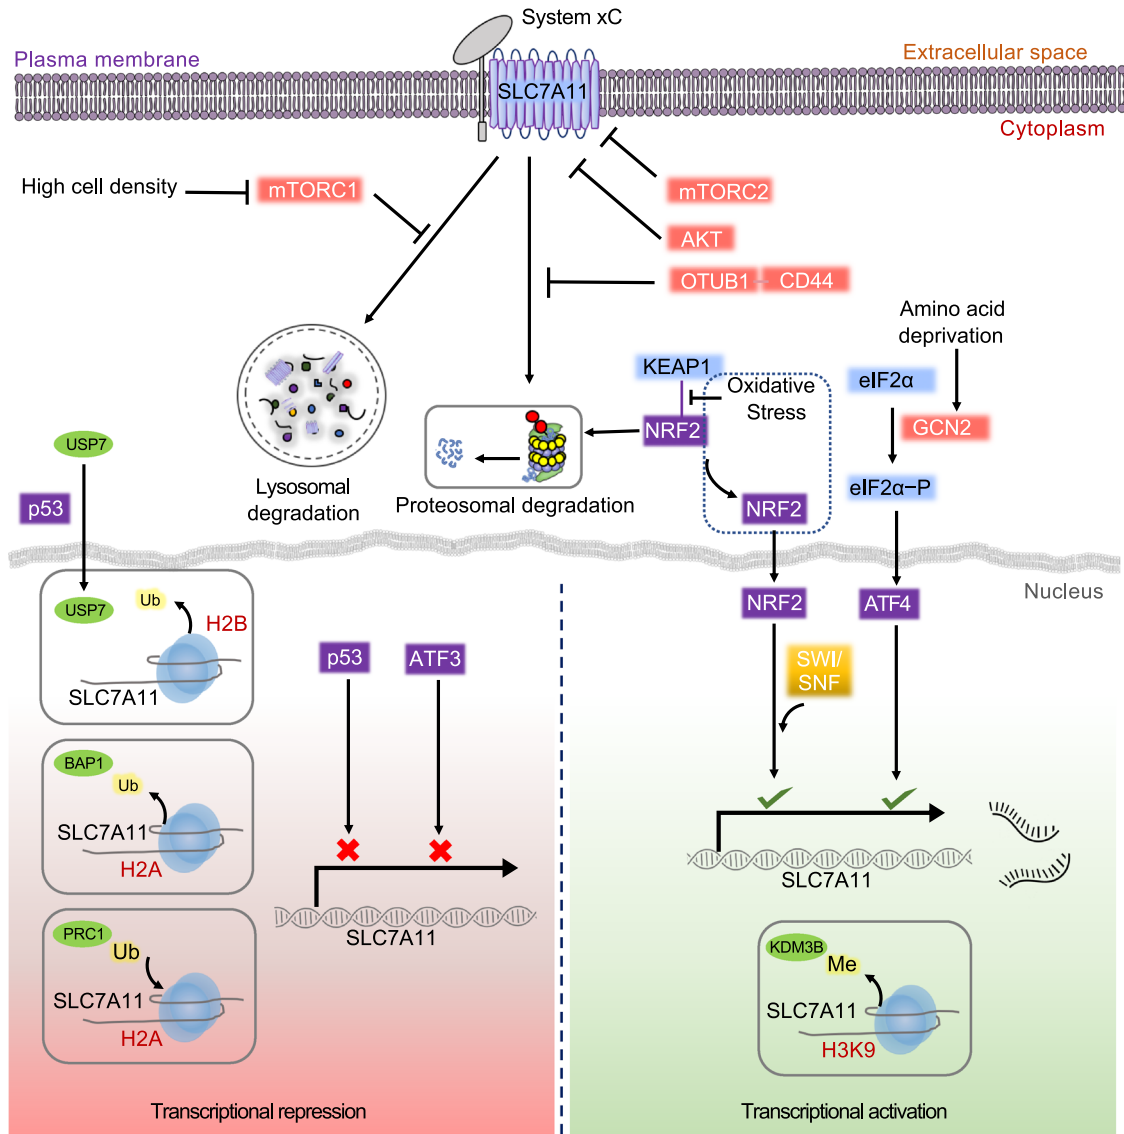 System xC
Plasma membrane
Extracellular space
SLC7A11
Cytoplasm
High cell density
mTORC1
mTORC2
AKT
OTUB1
CD44
Amino acid
deprivation
KEAP1
eIF2α
Oxidative
Stress
NRF2
GCN2
USP7
Lysosomal
degradation
Proteosomal degradation
eIF2α–P
p53
NRF2
Nucleus
USP7
Ub
H2B
SLC7A11
p53
ATF3
NRF2
ATF4
SWI/
SNF
BAP1
Ub
SLC7A11
H2A
SLC7A11
SLC7A11
PRC1
Ub
SLC7A11
H2A
KDM3B
Me
SLC7A11
H3K9
Transcriptional repression
Transcriptional activation